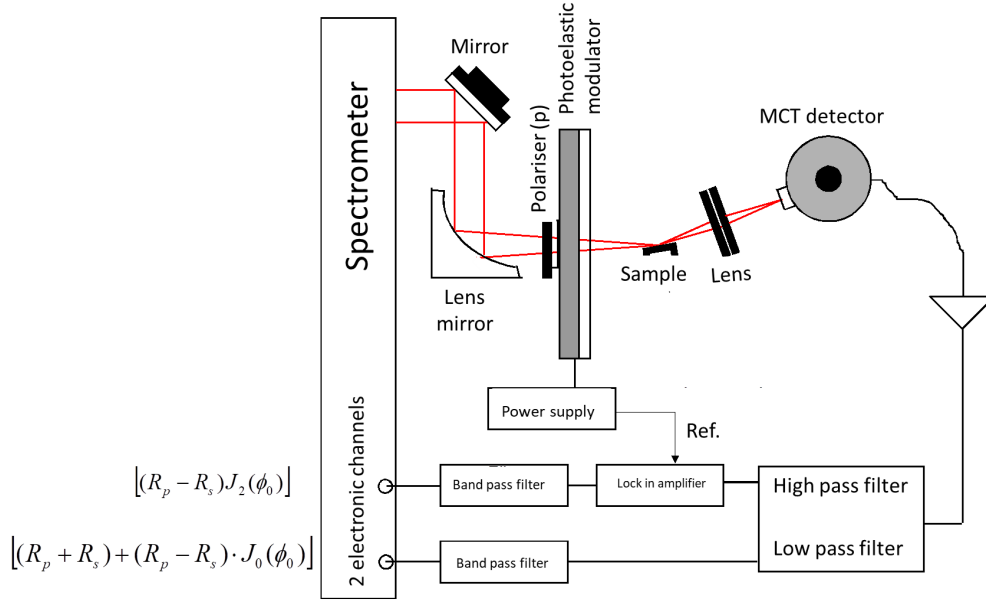 Mirror
Photoelastic
modulator
MCT detector
Polariser (p)
Spectrometer
Sample
Lens
Lens
mirror
Power supply
Ref.
2 electronic channels
⌊(R_p − R_s)J_2(ϕ_0)⌋
Band pass filter
Lock in amplifier
High pass filter
⌊(R_p + R_s) + (R_p − R_s)·J_0(ϕ_0)⌋
Band pass filter
Low pass filter